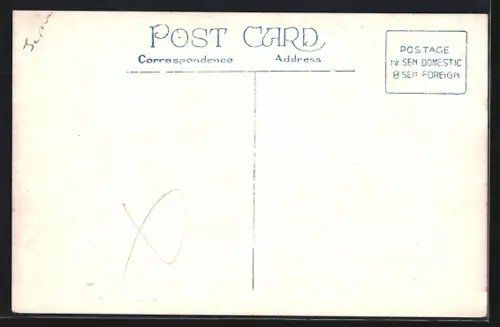 POST CARD
Correspondence Address
POSTAGE
1½ SEN DOMESTIC
8 SEN FOREIGN